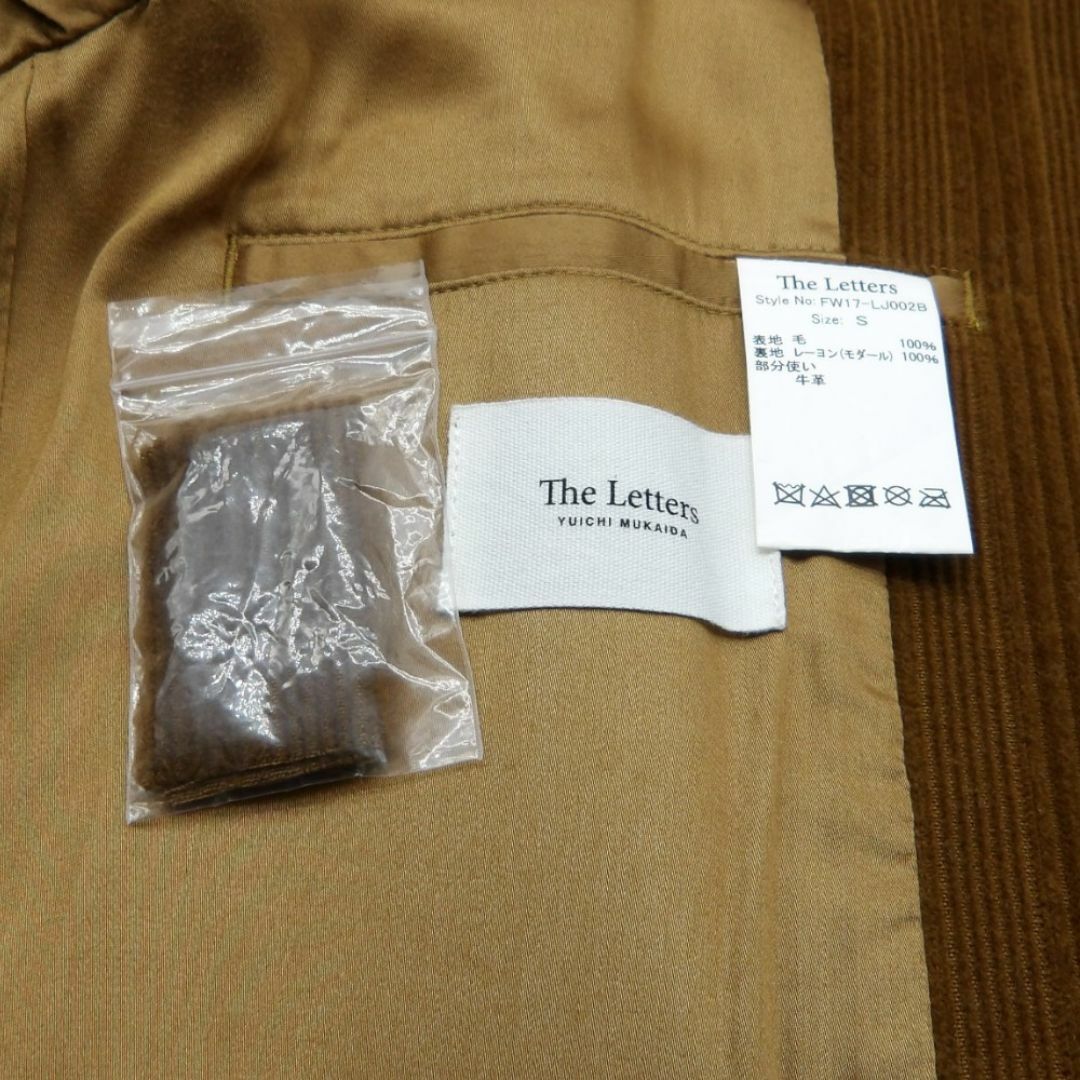 The Letters
YUICHI MUKAIDA
The Letters
Style No: FW17-LJ002B
Size: S
表地 毛 100%
裏地 レーヨン(モダール) 100%
部分使い
牛革